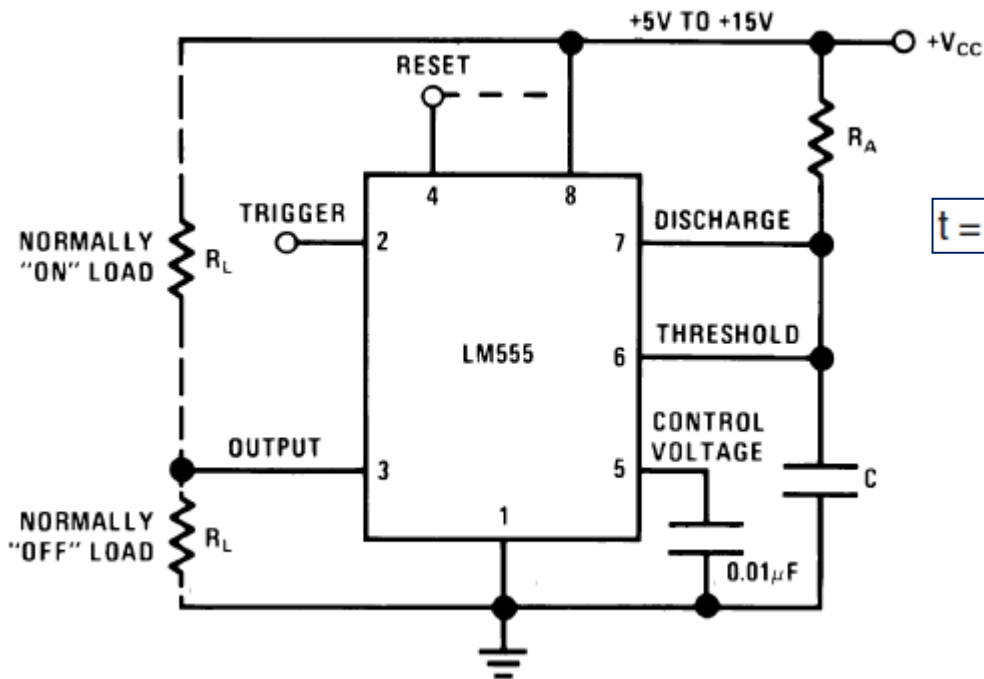 +5V TO +15V
+VCC
RESET
RA
4
8
TRIGGER
2
7
DISCHARGE
t =
NORMALLY
"ON" LOAD
RL
LM555
6
THRESHOLD
CONTROL
VOLTAGE
OUTPUT
3
5
C
NORMALLY
"OFF" LOAD
RL
1
0.01μF